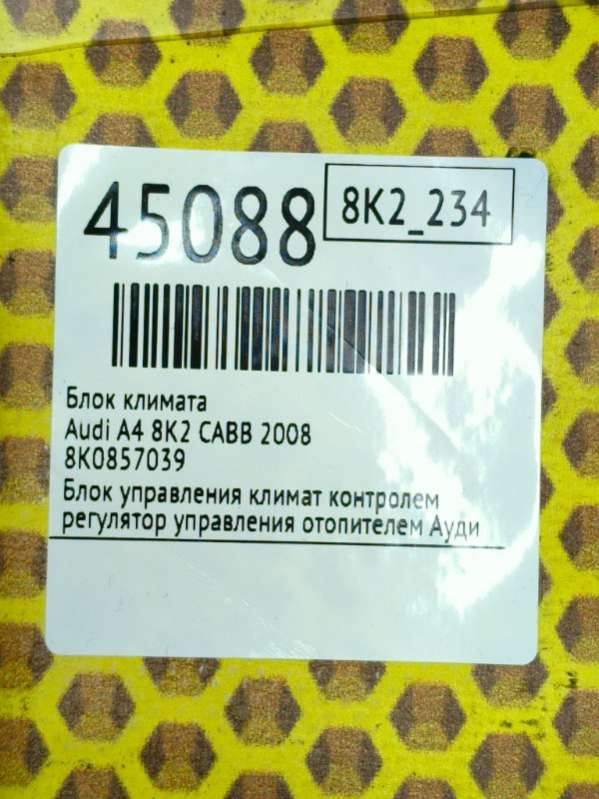 45088
8K2_234
Блок климата
Audi A4 8K2 CABB 2008
8K0857039
Блок управления климат контролем
регулятор управления отопителем Ауди